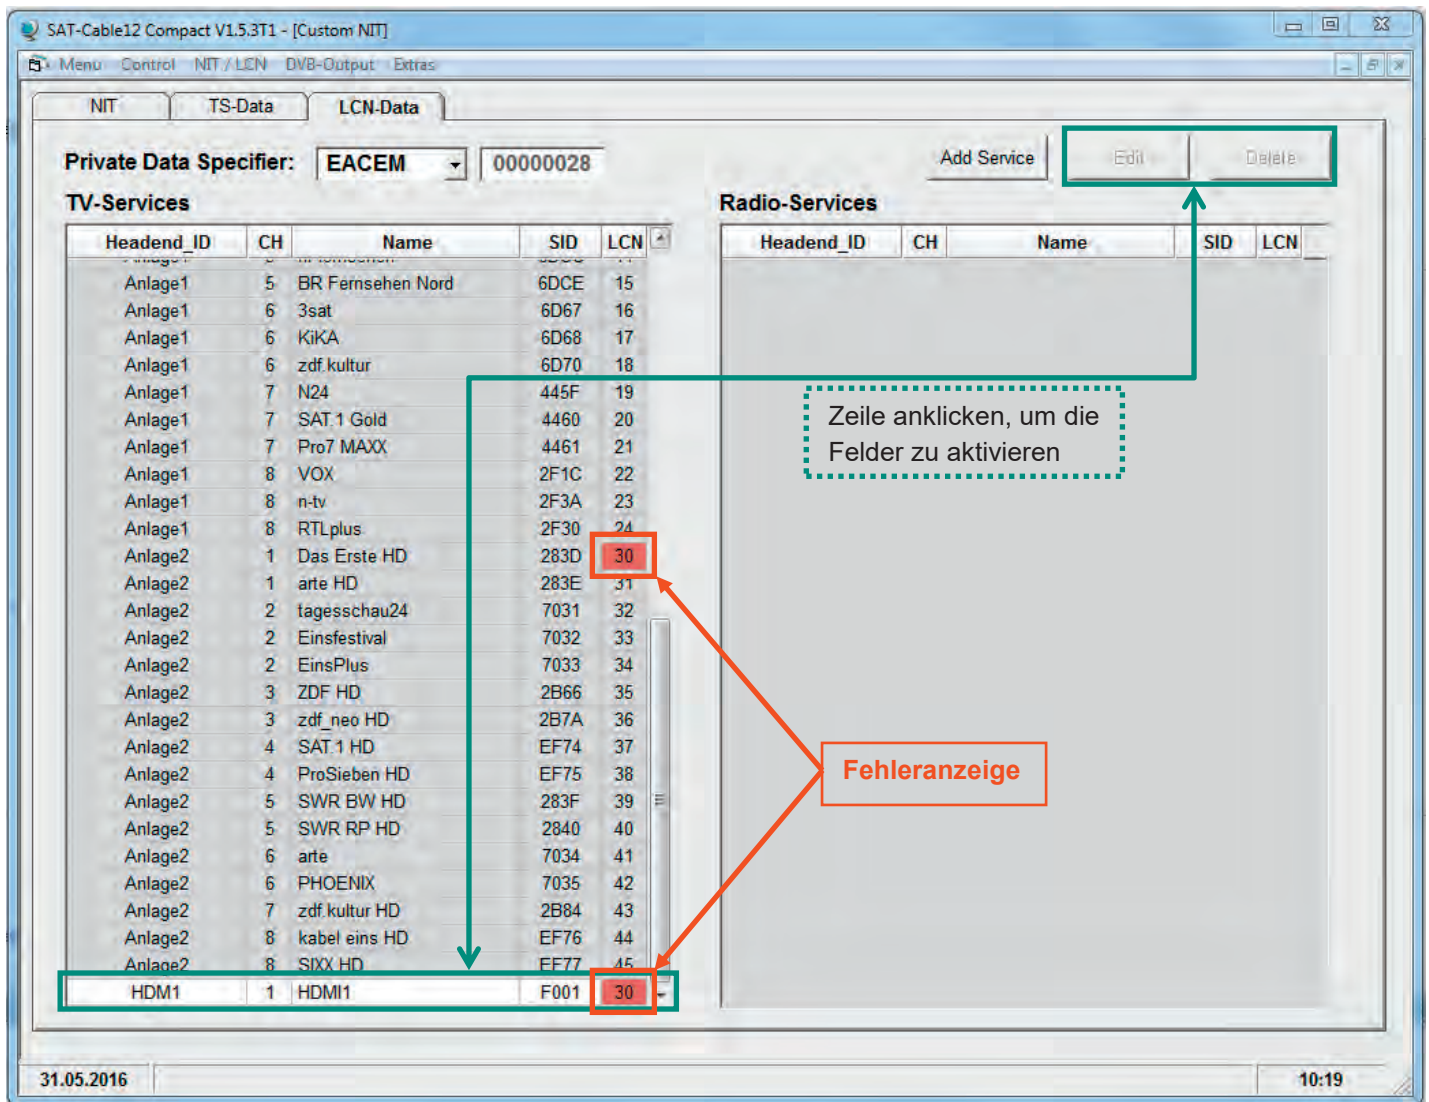 SAT-Cable12 Compact V1.5.3T1 - [Custom NIT]
Menu Control NIT / LCN DVB-Output Extras
NIT TS-Data LCN-Data
Private Data Specifier: EACEM 00000028 Add Service Edit Delete
TV-Services Radio-Services
Headend_ID CH Name SID LCN Headend_ID CH Name SID LCN
Anlage1 5 BR Fernsehen Nord 6DCE 15
Anlage1 6 3sat 6D67 16
Anlage1 6 KiKA 6D68 17
Anlage1 6 zdf.kultur 6D70 18
Anlage1 7 N24 445F 19
Anlage1 7 SAT.1 Gold 4460 20
Anlage1 7 Pro7 MAXX 4461 21
Anlage1 8 VOX 2F1C 22
Anlage1 8 n-tv 2F3A 23
Anlage1 8 RTLplus 2F30 24
Anlage2 1 Das Erste HD 283D 30
Anlage2 1 arte HD 283E 31
Anlage2 2 tagesschau24 7031 32
Anlage2 2 Einsfestival 7032 33
Anlage2 2 EinsPlus 7033 34
Anlage2 3 ZDF HD 2B66 35
Anlage2 3 zdf_neo HD 2B7A 36
Anlage2 4 SAT.1 HD EF74 37
Anlage2 4 ProSieben HD EF75 38
Anlage2 5 SWR BW HD 283F 39
Anlage2 5 SWR RP HD 2840 40
Anlage2 6 arte 7034 41
Anlage2 6 PHOENIX 7035 42
Anlage2 7 zdf.kultur HD 2B84 43
Anlage2 8 kabel eins HD EF76 44
Anlage2 8 SIXX HD EF77 45
HDM1 1 HDMI1 F001 30
Zeile anklicken, um die
Felder zu aktivieren
Fehleranzeige
31.05.2016 10:19